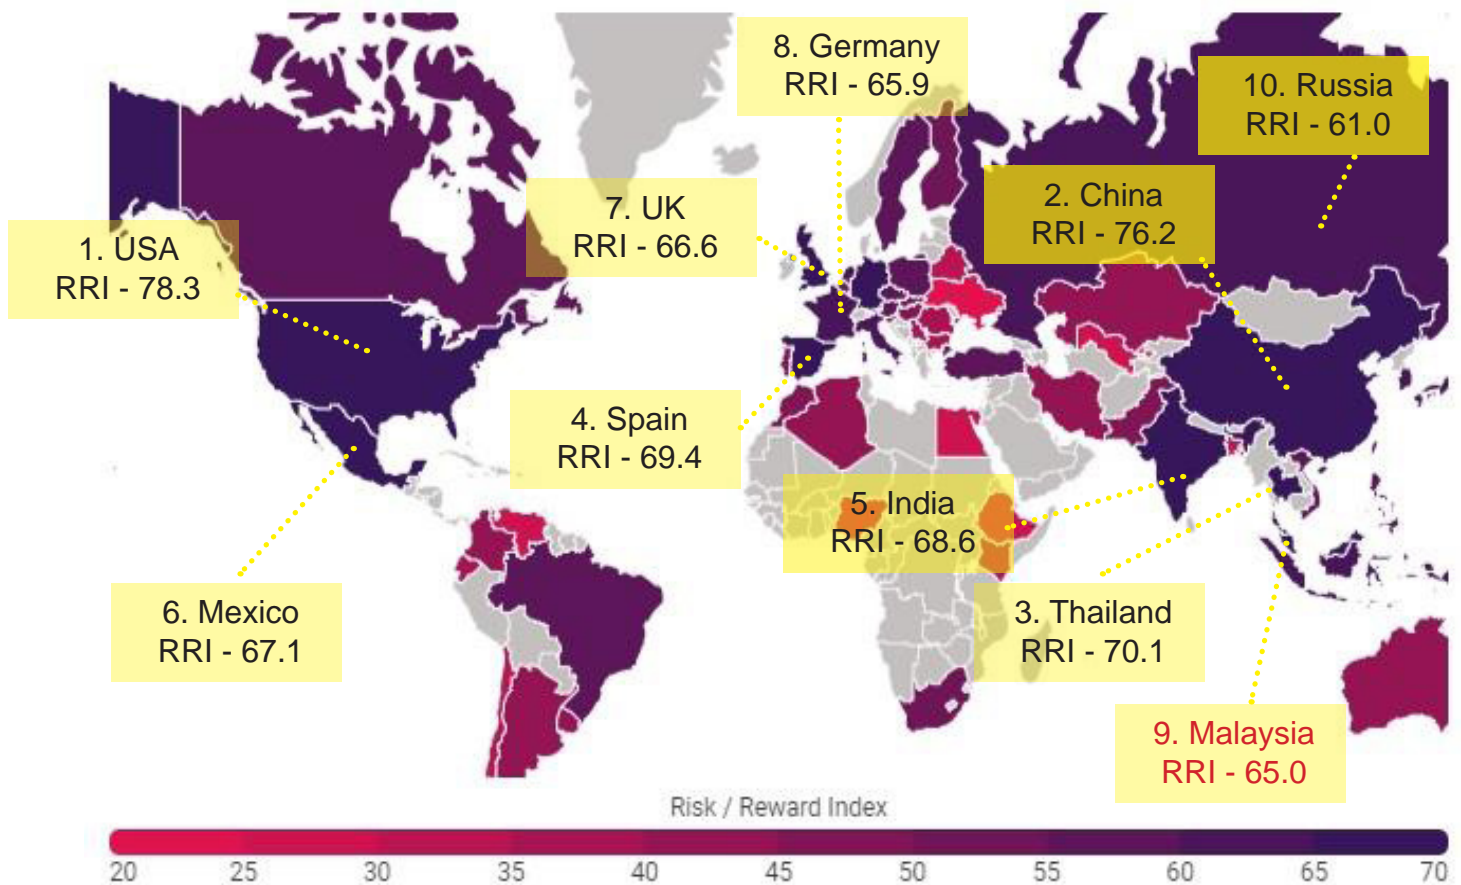 8. Germany
RRI - 65.9
10. Russia
RRI - 61.0
7. UK
RRI - 66.6
2. China
RRI - 76.2
1. USA
RRI - 78.3
4. Spain
RRI - 69.4
5. India
RRI - 68.6
6. Mexico
RRI - 67.1
3. Thailand
RRI - 70.1
9. Malaysia
RRI - 65.0
Risk / Reward Index
20 25 30 35 40 45 50 55 60 65 70